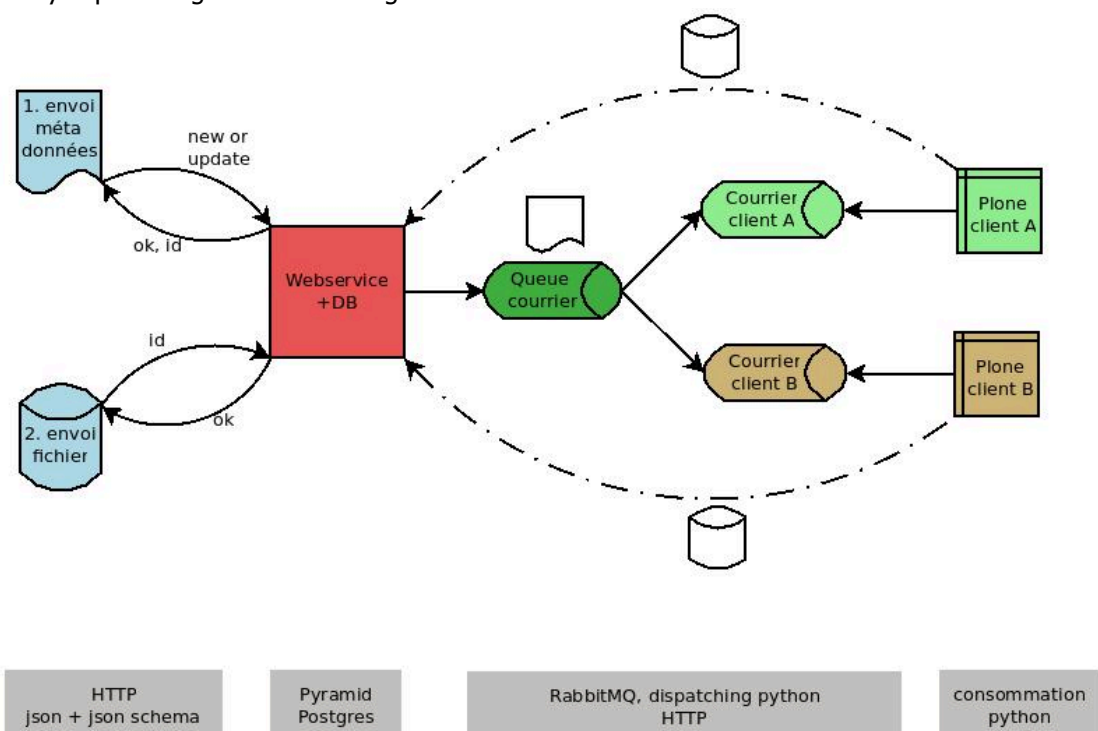 1. envoi
méta
données
new or
update
ok, id
id
ok
2. envoi
fichier
Webservice
+DB
Queue
courrier
Courrier
client A
Courrier
client B
Plone
client A
Plone
client B
HTTP
json + json schema
Pyramid
Postgres
RabbitMQ, dispatching python
HTTP
consommation
python